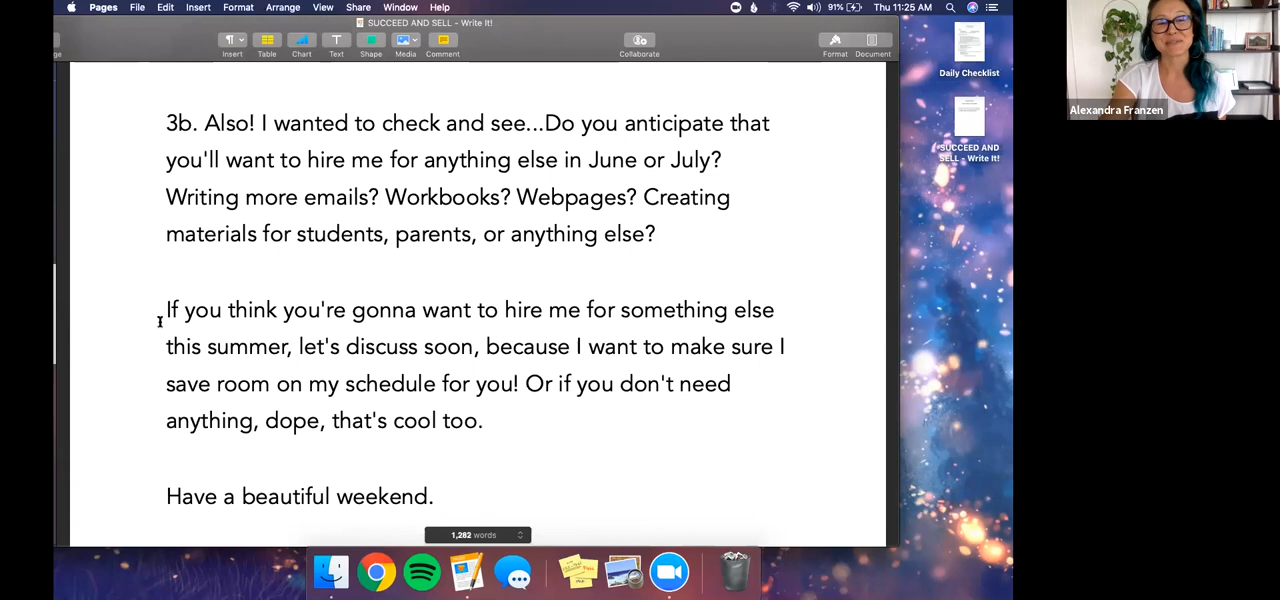 Pages File Edit Insert Format Arrange View Share Window Help 91% Thu 11:25 AM
SUCCEED AND SELL - Write It!
ge Insert Table Chart Text Shape Media Comment Collaborate Format Document
3b. Also! I wanted to check and see...Do you anticipate that
you'll want to hire me for anything else in June or July?
Writing more emails? Workbooks? Webpages? Creating
materials for students, parents, or anything else?
If you think you're gonna want to hire me for something else
this summer, let's discuss soon, because I want to make sure I
save room on my schedule for you! Or if you don't need
anything, dope, that's cool too.
Have a beautiful weekend.
1,282 words
Daily Checklist
SUCCEED AND
SELL - Write It!
Alexandra Franzen